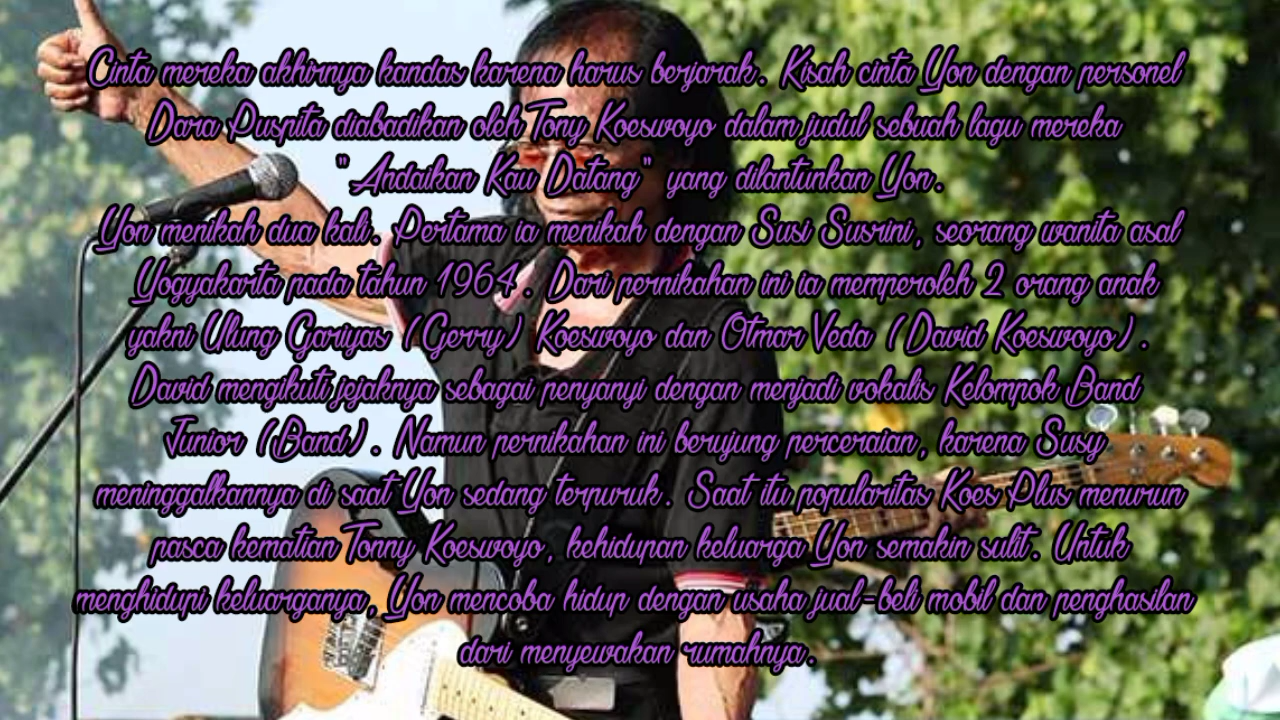 Cinta mereka akhirnya kandas karena harus berjarak. Kisah cinta Yon dengan personel
Dara Puspita diabadikan oleh Tony Koeswoyo dalam judul sebuah lagu mereka
"Andaikan Kau Datang" yang dilantunkan Yon.
Yon menikah dua kali. Pertama ia menikah dengan Susi Susrini, seorang wanita asal
Yogyakarta pada tahun 1964. Dari pernikahan ini ia memperoleh 2 orang anak
yakni Ulung Gariyas (Gerry) Koeswoyo dan Otmar Veda (David Koeswoyo).
David mengikuti jejaknya sebagai penyanyi dengan menjadi vokalis Kelompok Band
Junior (Band). Namun pernikahan ini berujung perceraian, karena Susy
meninggalkannya di saat Yon sedang terpuruk. Saat itu popularitas Koes Plus menurun
pasca kematian Tonny Koeswoyo, kehidupan keluarga Yon semakin sulit. Untuk
menghidupi keluarganya, Yon mencoba hidup dengan usaha jual-beli mobil dan penghasilan
dari menyewakan rumahnya.